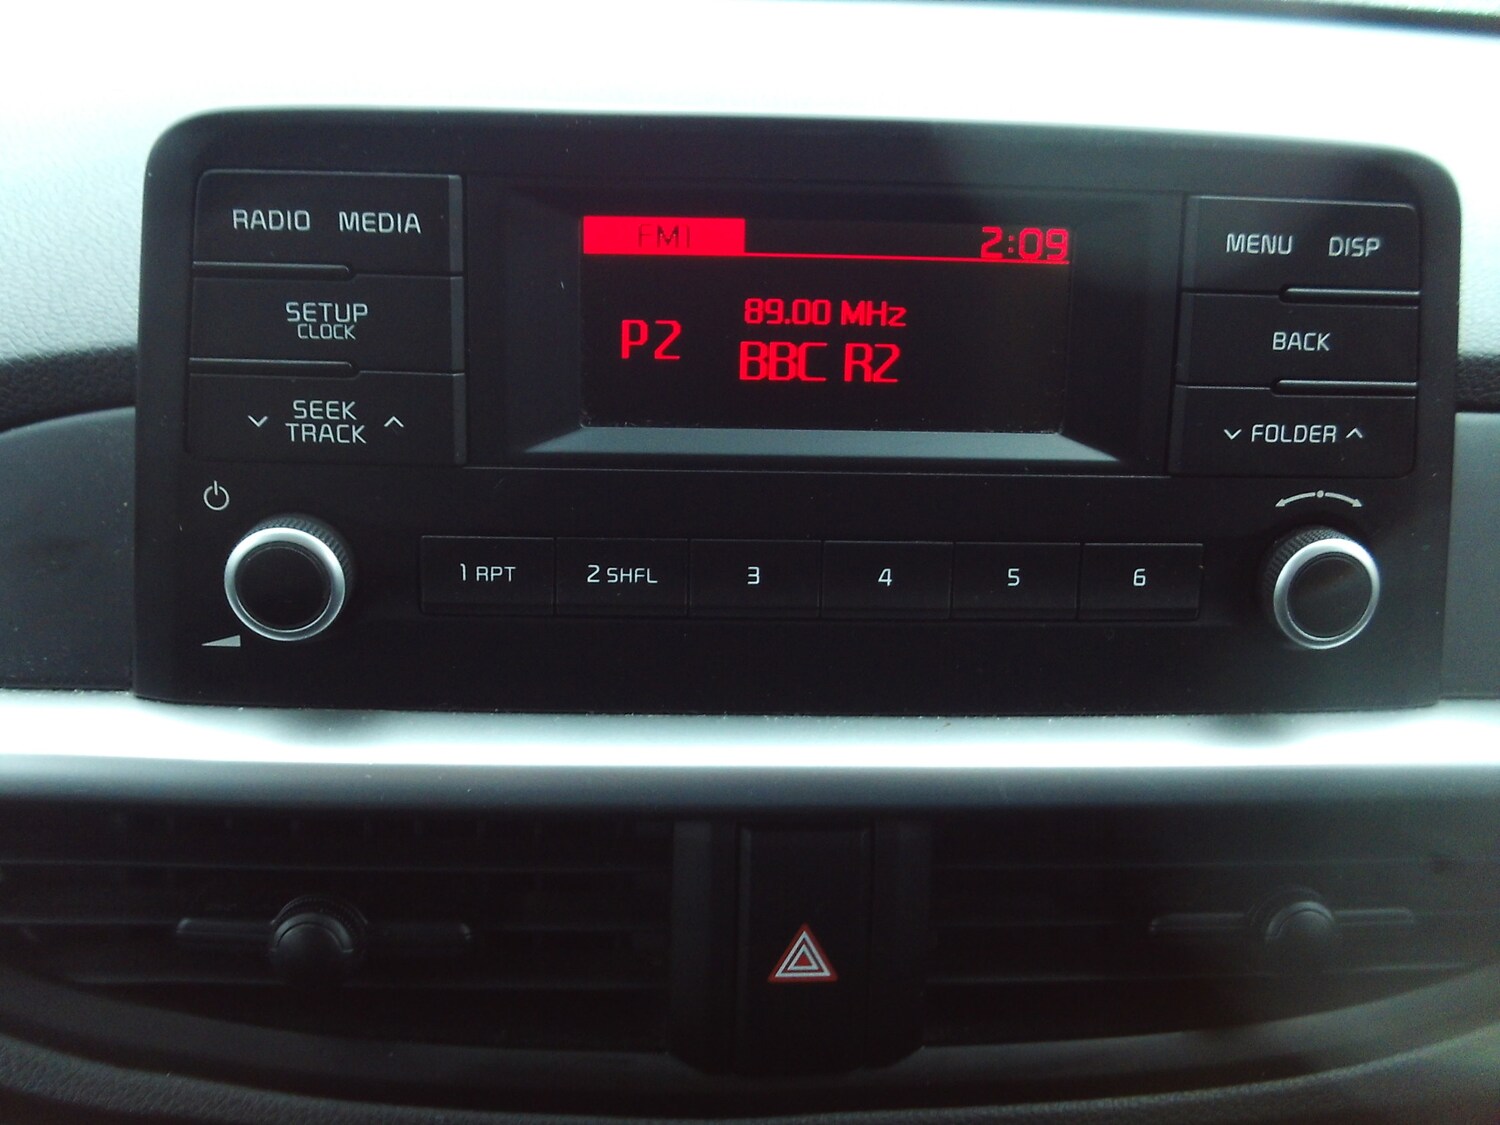 RADIO MEDIA
SETUP
CLOCK
SEEK
TRACK
FM1
2:09
P2
89.00 MHz
BBC R2
MENU DISP
BACK
FOLDER
1 RPT
2 SHFL
3
4
5
6